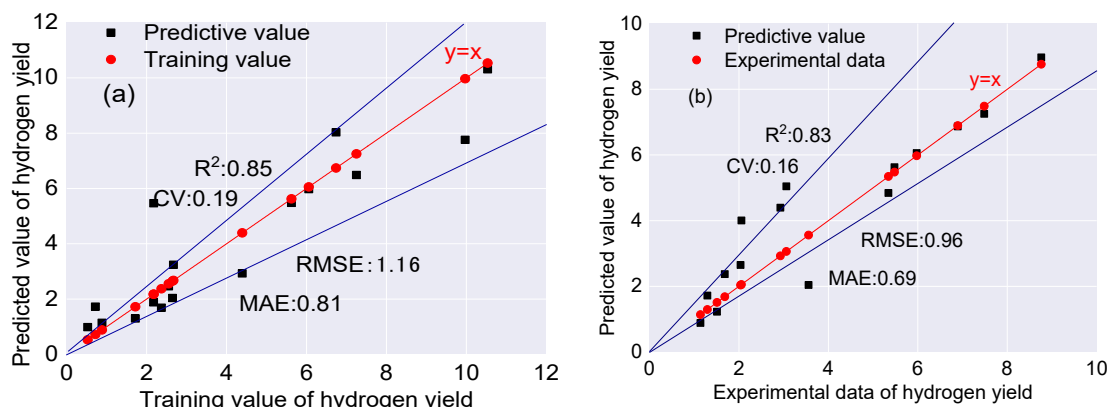 12
10
8
6
4
2
0
0
2
4
6
8
10
12
Predicted value of hydrogen yield
Training value of hydrogen yield
Predictive value
Training value
(a)
y=x
R²:0.85
CV:0.19
RMSE:1.16
MAE:0.81
10
8
6
4
2
0
0
2
4
6
8
10
Predicted value of hydrogen yield
Experimental data of hydrogen yield
Predictive value
Experimental data
(b)
y=x
R²:0.83
CV:0.16
RMSE:0.96
MAE:0.69